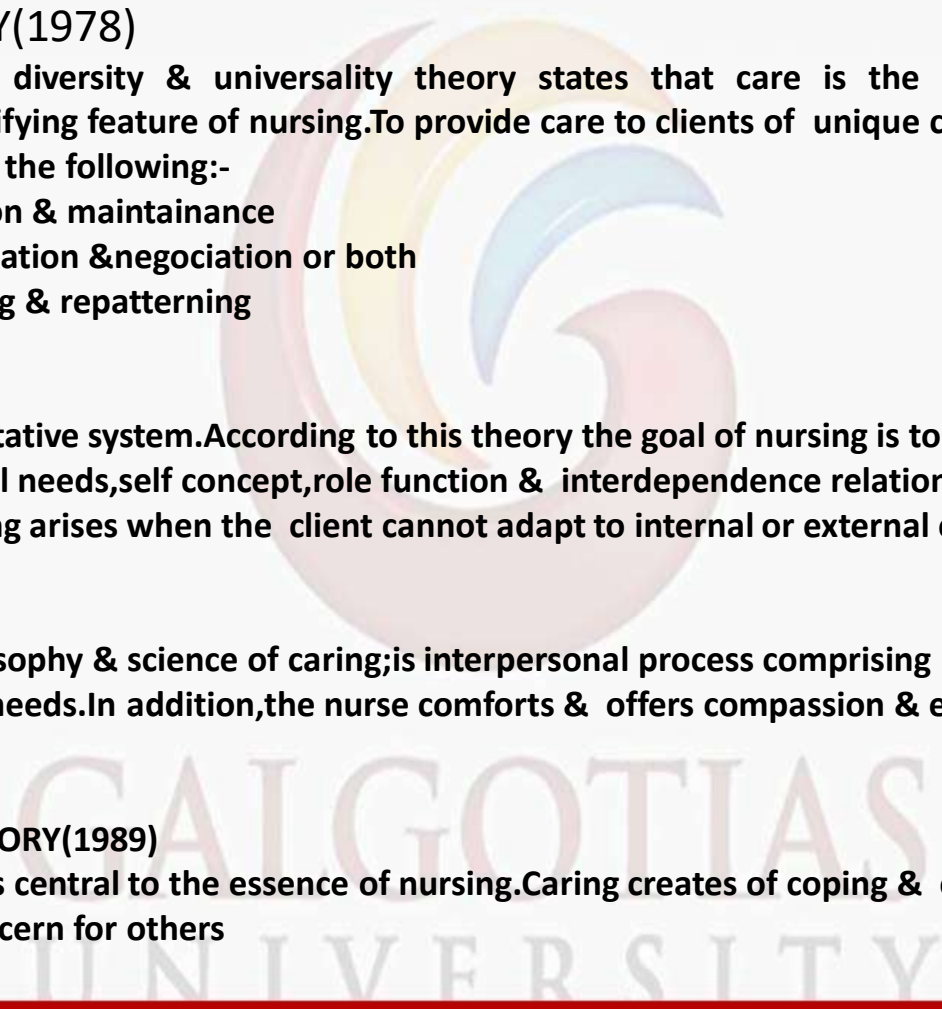 Y(1978)
diversity & universality theory states that care is the
ifying feature of nursing.To provide care to clients of unique c
the following:-
on & maintainance
ation &negociation or both
g & repatterning
tative system.According to this theory the goal of nursing is to
l needs,self concept,role function & interdependence relation
ng arises when the client cannot adapt to internal or external e
sophy & science of caring;is interpersonal process comprising
needs.In addition,the nurse comforts & offers compassion & e
ORY(1989)
s central to the essence of nursing.Caring creates of coping &
cern for others
GALGOTIAS
UNIVERSITY